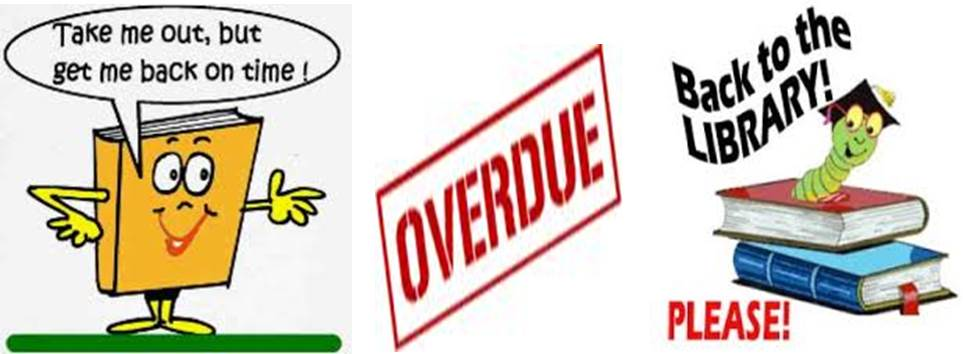 Take me out, but
get me back on time !
OVERDUE
Back to the
LIBRARY!
PLEASE!